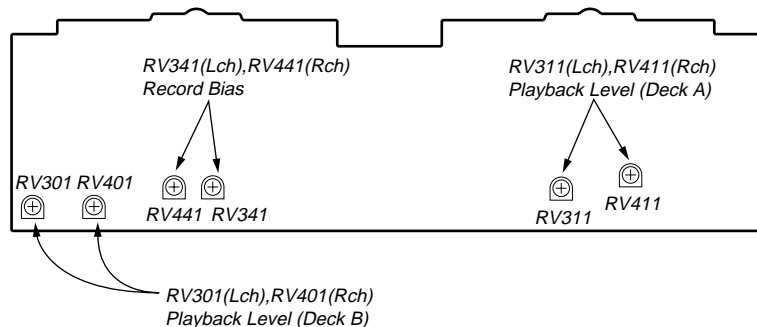 RV341(Lch),RV441(Rch)
Record Bias
RV311(Lch),RV411(Rch)
Playback Level (Deck A)
RV301 RV401
RV441 RV341
RV311
RV411
RV301(Lch),RV401(Rch)
Playback Level (Deck B)